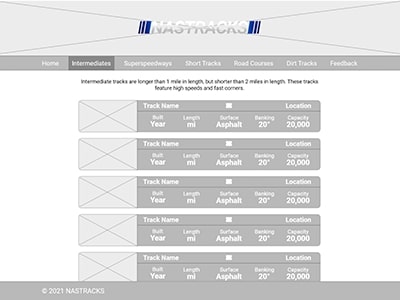 NASTRACKS
Home Intermediates Superspeedways Short Tracks Road Courses Dirt Tracks Feedback
Intermediate tracks are longer than 1 mile in length, but shorter than 2 miles in length. These tracks
feature high speeds and fast corners.
Track Name Location
Built Length Surface Banking Capacity
Year mi Asphalt 20° 20,000
Track Name Location
Built Length Surface Banking Capacity
Year mi Asphalt 20° 20,000
Track Name Location
Built Length Surface Banking Capacity
Year mi Asphalt 20° 20,000
Track Name Location
Built Length Surface Banking Capacity
Year mi Asphalt 20° 20,000
Track Name Location
Built Length Surface Banking Capacity
Year mi Asphalt 20° 20,000
© 2021 NASTRACKS